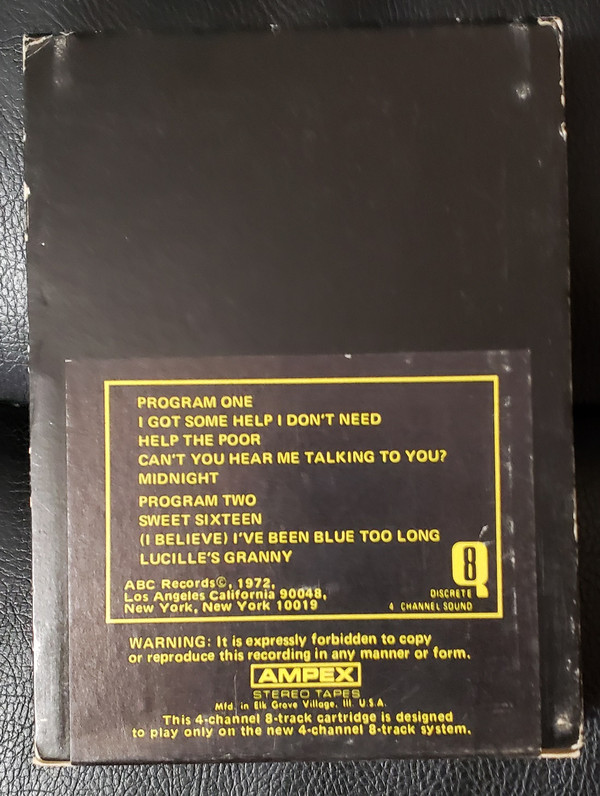 PROGRAM ONE
I GOT SOME HELP I DON'T NEED
HELP THE POOR
CAN'T YOU HEAR ME TALKING TO YOU?
MIDNIGHT
PROGRAM TWO
SWEET SIXTEEN
(I BELIEVE) I'VE BEEN BLUE TOO LONG
LUCILLE'S GRANNY
ABC Records©, 1972,
Los Angeles California 90048,
New York, New York 10019
Q8
DISCRETE
4 CHANNEL SOUND
WARNING: It is expressly forbidden to copy
or reproduce this recording in any manner or form.
AMPEX
STEREO TAPES
Mfd. in Elk Grove Village, Ill. U.S.A.
This 4-channel 8-track cartridge is designed
to play only on the new 4-channel 8-track system.